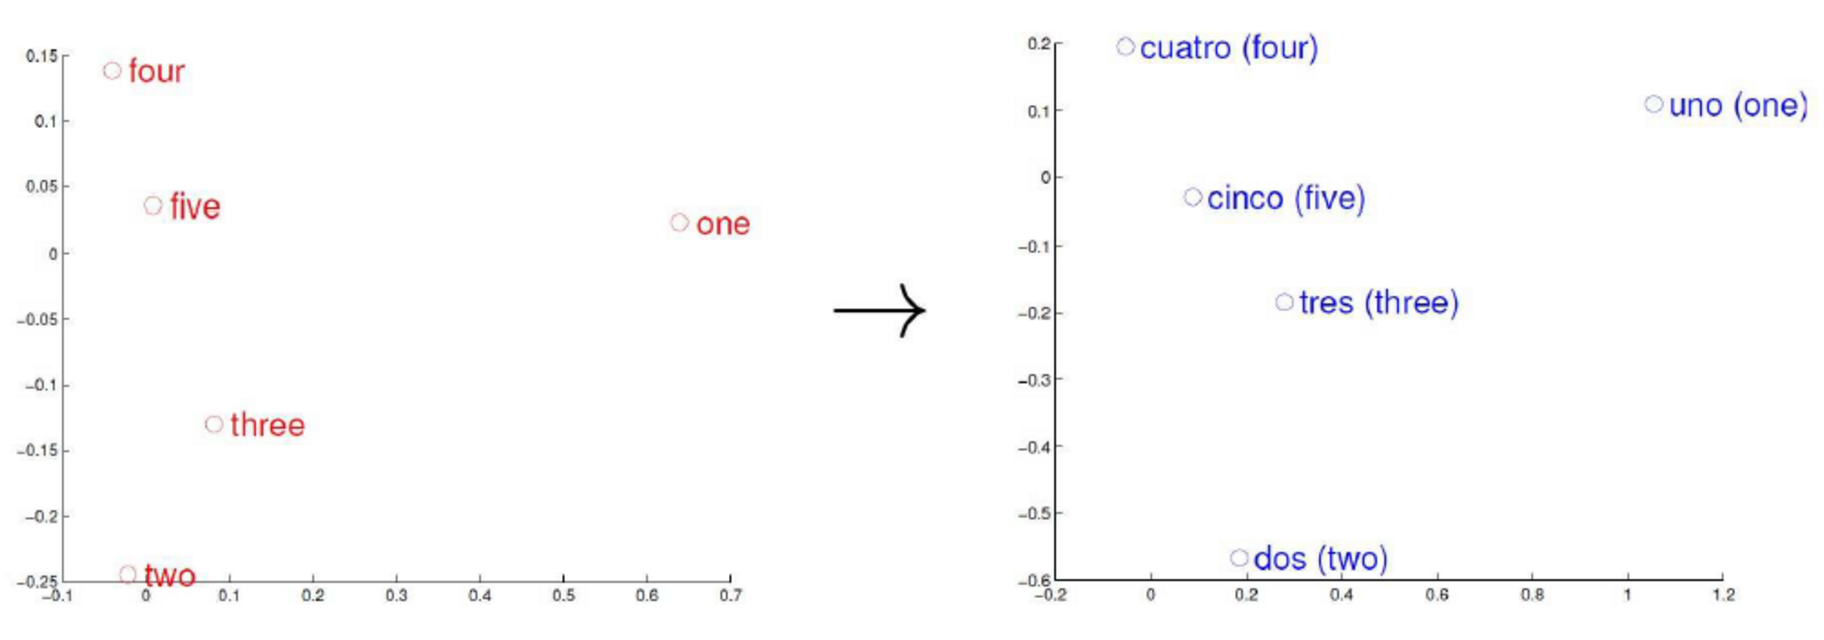 0.15
four
0.1
0.05
five
one
0
−0.05
−0.1
three
−0.15
−0.2
two
−0.25
−0.1 0 0.1 0.2 0.3 0.4 0.5 0.6 0.7
0.2
cuatro (four)
0.1
uno (one)
0
cinco (five)
−0.1
−0.2
tres (three)
−0.3
−0.4
−0.5
dos (two)
−0.6
−0.2 0 0.2 0.4 0.6 0.8 1 1.2